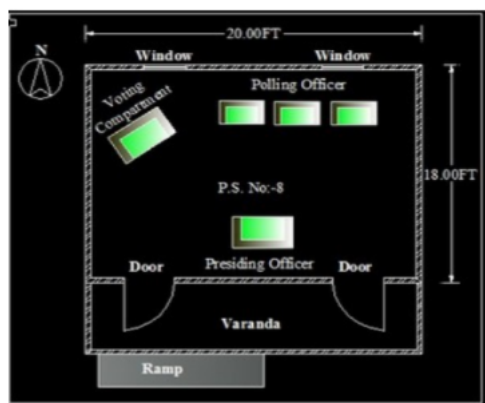 20.00FT
N
Window
Window
Voting
Compartment
Polling Officer
18.00FT
P.S. No:-8
Door
Presiding Officer
Door
Varanda
Ramp